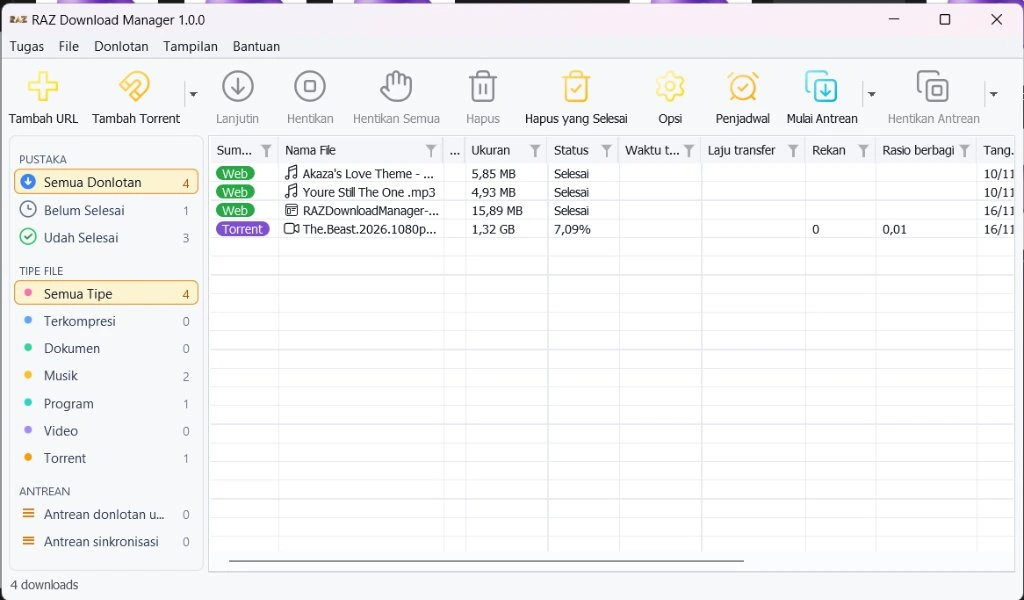 RAZ RAZ Download Manager 1.0.0
Tugas File Donlotan Tampilan Bantuan
Tambah URL Tambah Torrent Lanjutin Hentikan Hentikan Semua Hapus Hapus yang Selesai Opsi Penjadwal Mulai Antrean Hentikan Antrean
PUSTAKA
Semua Donlotan 4
Belum Selesai 1
Udah Selesai 3
TIPE FILE
Semua Tipe 4
Terkompresi 0
Dokumen 0
Musik 2
Program 1
Video 0
Torrent 1
ANTREAN
Antrean donlotan u... 0
Antrean sinkronisasi 0
Sum... Nama File ... Ukuran Status Waktu t... Laju transfer Rekan Rasio berbagi Tang.
Web Akaza's Love Theme - ... 5,85 MB Selesai 10/11
Web Youre Still The One .mp3 4,93 MB Selesai 10/11
Web RAZDownloadManager-... 15,89 MB Selesai 16/11
Torrent The.Beast.2026.1080p... 1,32 GB 7,09% 0 0,01 16/11
4 downloads